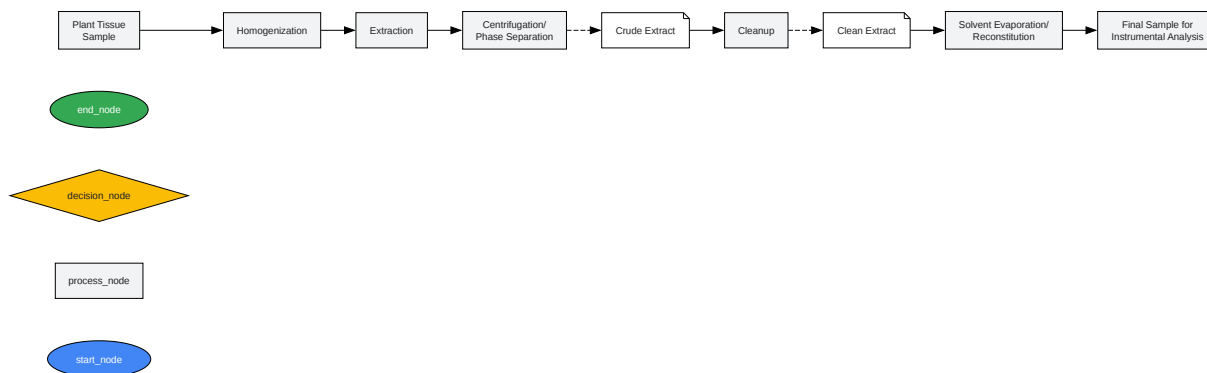 Plant Tissue
Sample
Homogenization
Extraction
Centrifugation/
Phase Separation
Crude Extract
Cleanup
Clean Extract
Solvent Evaporation/
Reconstitution
Final Sample for
Instrumental Analysis
end_node
decision_node
process_node
start_node